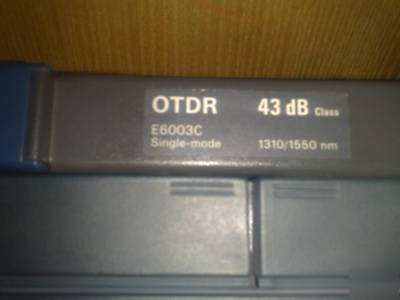 OTDR 43 dB Class
E6003C
Single-mode 1310/1550 nm